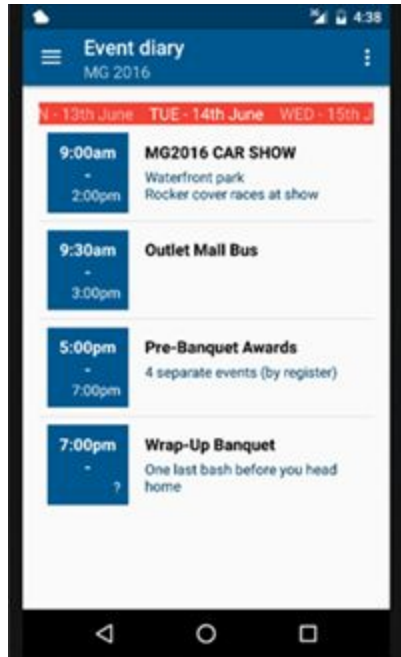 4:38
Event diary
MG 2016
N - 13th June TUE - 14th June WED - 15th J
9:00am
-
2:00pm
MG2016 CAR SHOW
Waterfront park
Rocker cover races at show
9:30am
-
3:00pm
Outlet Mall Bus
5:00pm
-
7:00pm
Pre-Banquet Awards
4 separate events (by register)
7:00pm
-
?
Wrap-Up Banquet
One last bash before you head
home